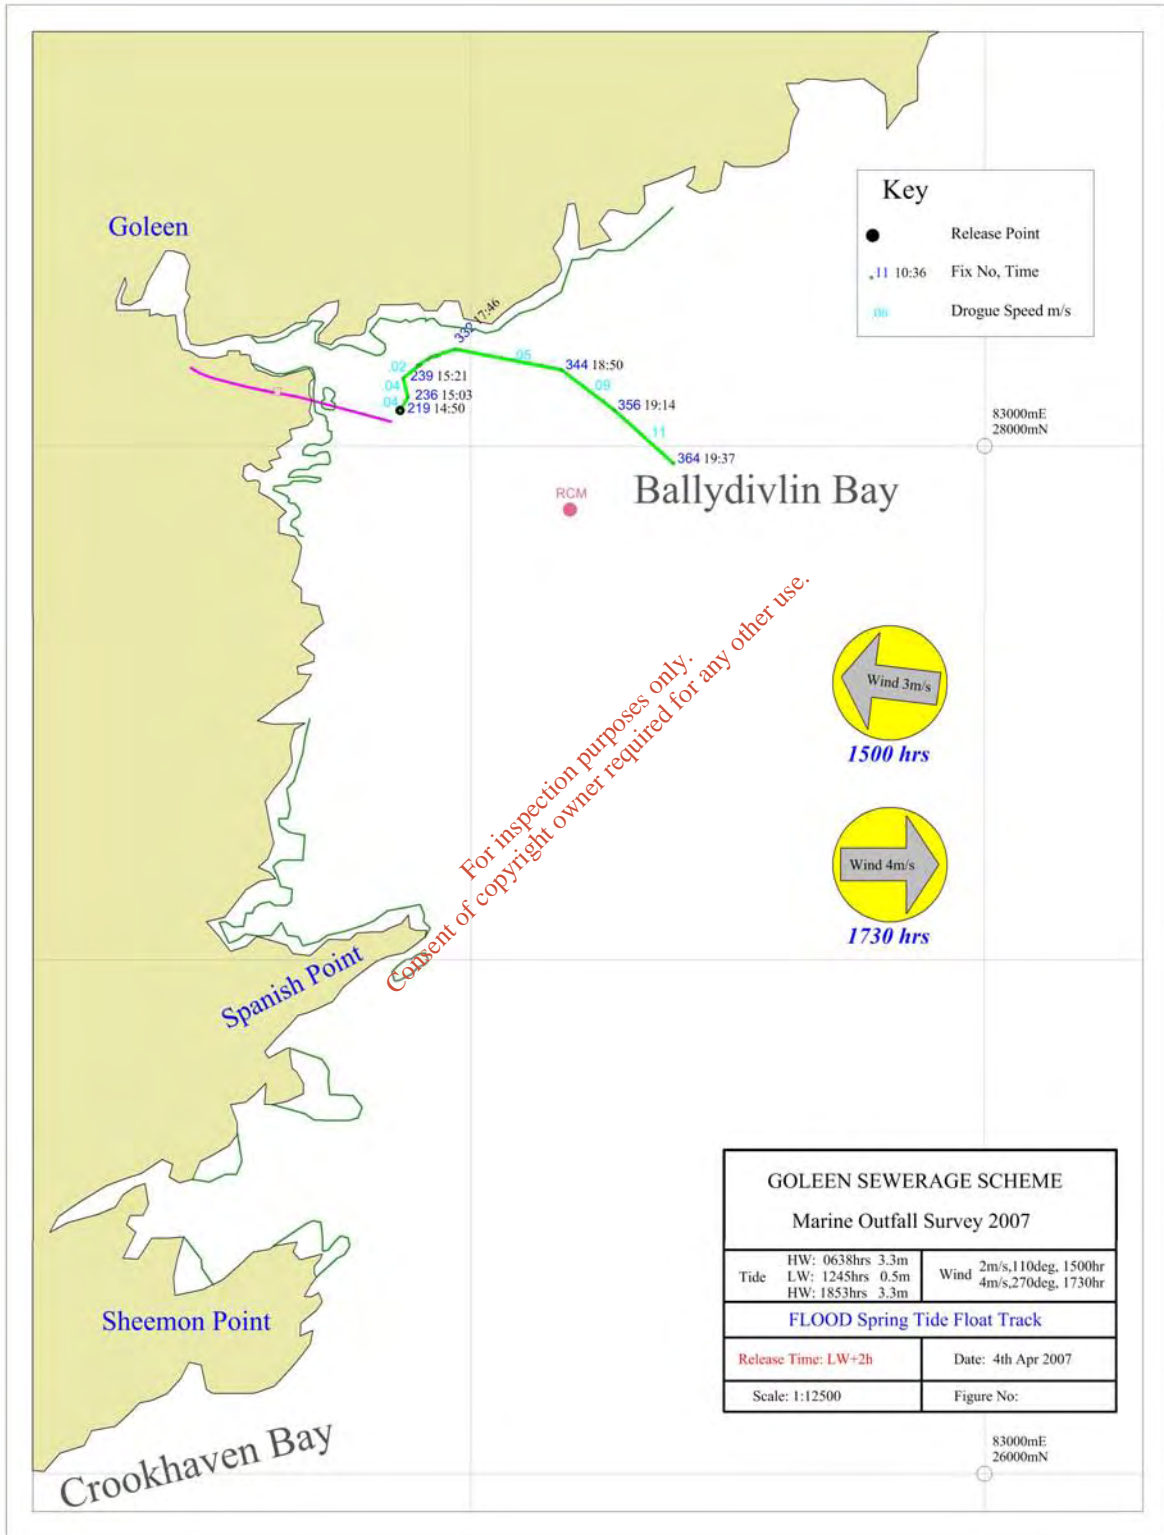 Goleen
Key
Release Point
.11 10:36 Fix No, Time
.06 Drogue Speed m/s
332 17:46
.02
239 15:21
.04
236 15:03
.04
219 14:50
05
344 18:50
09
356 19:14
11
364 19:37
83000mE
28000mN
RCM
Ballydivlin Bay
For inspection purposes only.
Consent of copyright owner required for any other use.
Wind 3m/s
1500 hrs
Wind 4m/s
1730 hrs
Spanish Point
Sheemon Point
Crookhaven Bay
GOLEEN SEWERAGE SCHEME
Marine Outfall Survey 2007
Tide
HW: 0638hrs 3.3m
LW: 1245hrs 0.5m
HW: 1853hrs 3.3m
Wind
2m/s,110deg, 1500hr
4m/s,270deg, 1730hr
FLOOD Spring Tide Float Track
Release Time: LW+2h
Date: 4th Apr 2007
Scale: 1:12500
Figure No:
83000mE
26000mN